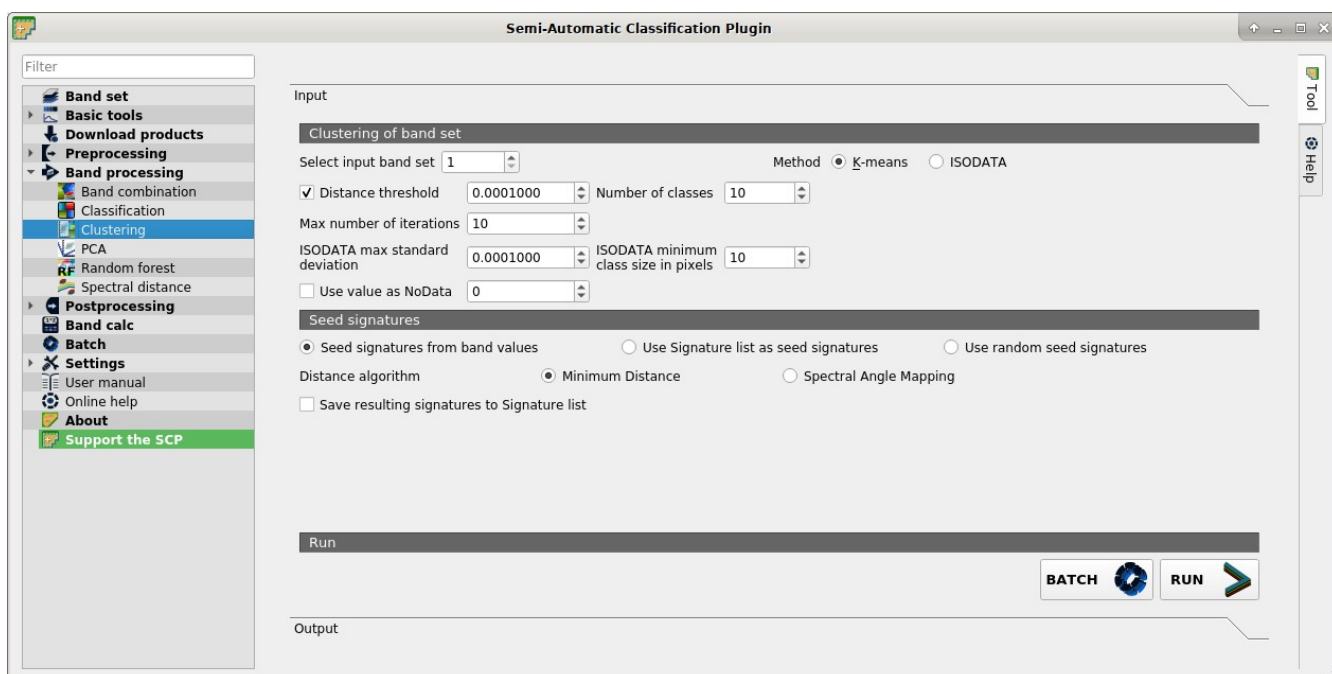 Semi-Automatic Classification Plugin
Filter
Band set
Basic tools
Download products
Preprocessing
Band processing
Band combination
Classification
Clustering
PCA
RF Random forest
Spectral distance
Postprocessing
Band calc
Batch
Settings
User manual
Online help
About
Support the SCP
Input
Clustering of band set
Select input band set 1 Method K-means ISODATA
Distance threshold 0.0001000 Number of classes 10
Max number of iterations 10
ISODATA max standard deviation 0.0001000 ISODATA minimum class size in pixels 10
Use value as NoData 0
Seed signatures
Seed signatures from band values Use Signature list as seed signatures Use random seed signatures
Distance algorithm Minimum Distance Spectral Angle Mapping
Save resulting signatures to Signature list
Run
BATCH RUN
Output
Tool
Help